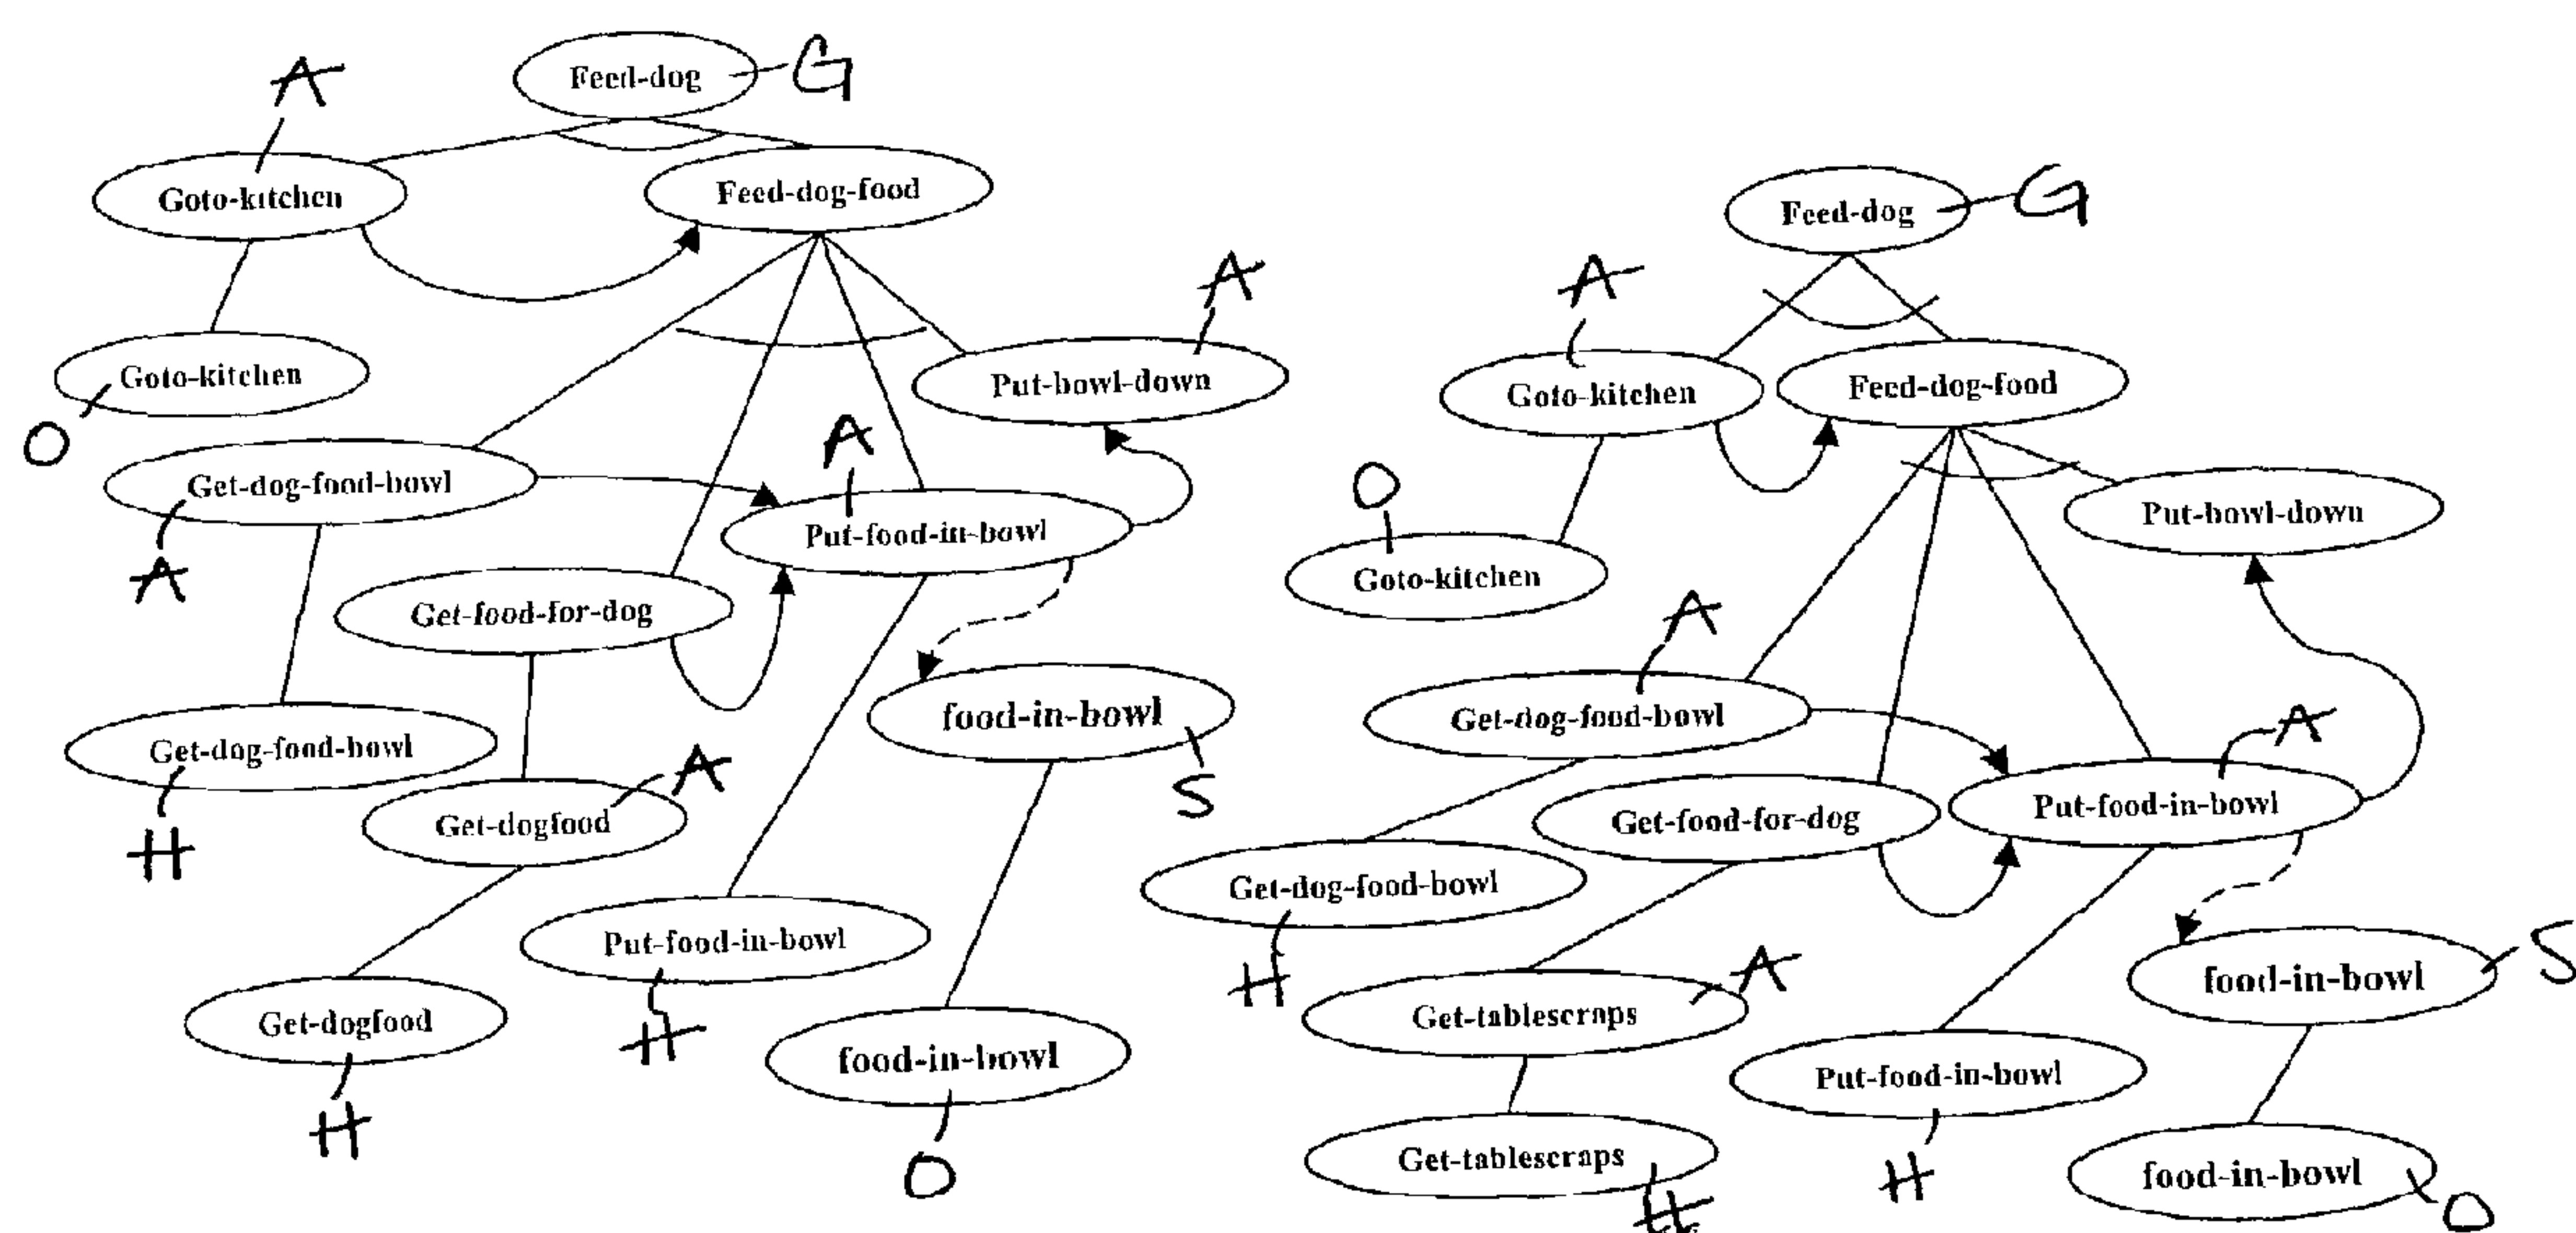 Feed-dog
G
A
Goto-kitchen
Feed-dog-food
Goto-kitchen
O
A
Put-bowl-down
Get-dog-food-bowl
A
A
Put-food-in-bowl
Get-food-for-dog
Get-dog-food-bowl
H
Get-dogfood
A
food-in-bowl
S
Put-food-in-bowl
H
Get-dogfood
H
food-in-bowl
O
Feed-dog
G
A
Goto-kitchen
Feed-dog-food
O
Goto-kitchen
Put-bowl-down
A
Get-dog-food-bowl
Get-food-for-dog
A
Put-food-in-bowl
Get-dog-food-bowl
H
A
Get-tablescraps
food-in-bowl
S
Put-food-in-bowl
H
Get-tablescraps
H
food-in-bowl
O